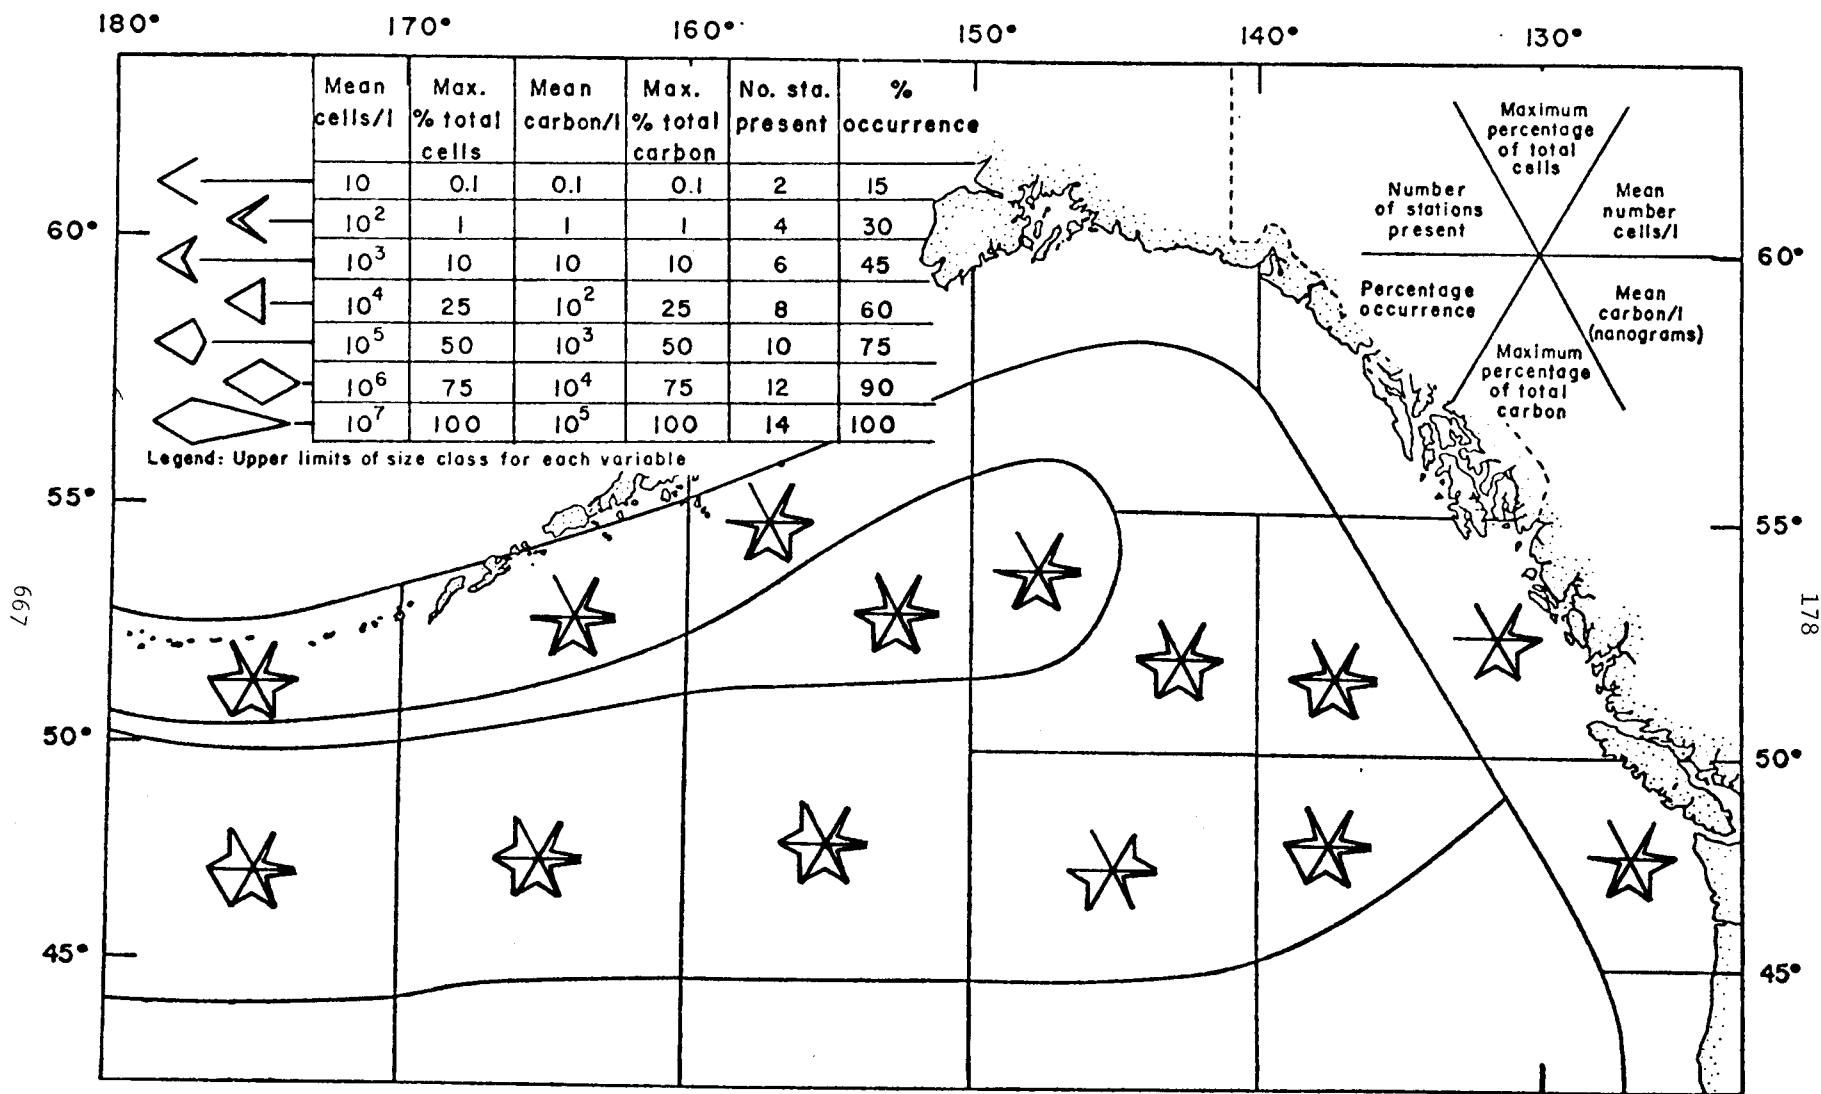 180° 170° 160° 150° 140° 130°
Mean cells/l Max. % total cells Mean carbon/l Max. % total carbon No. sta. present % occurrence
10 0.1 0.1 0.1 2 15
10² 1 1 1 4 30
10³ 10 10 10 6 45
10⁴ 25 10² 25 8 60
10⁵ 50 10³ 50 10 75
10⁶ 75 10⁴ 75 12 90
10⁷ 100 10⁵ 100 14 100
Legend: Upper limits of size class for each variable
Maximum
percentage
of total
cells
Number
of stations
present
Mean
number
cells/l
Percentage
occurrence
Mean
carbon/l
(nanograms)
Maximum
percentage
of total
carbon
60°
55°
50°
45°
60°
55°
50°
45°
667
178